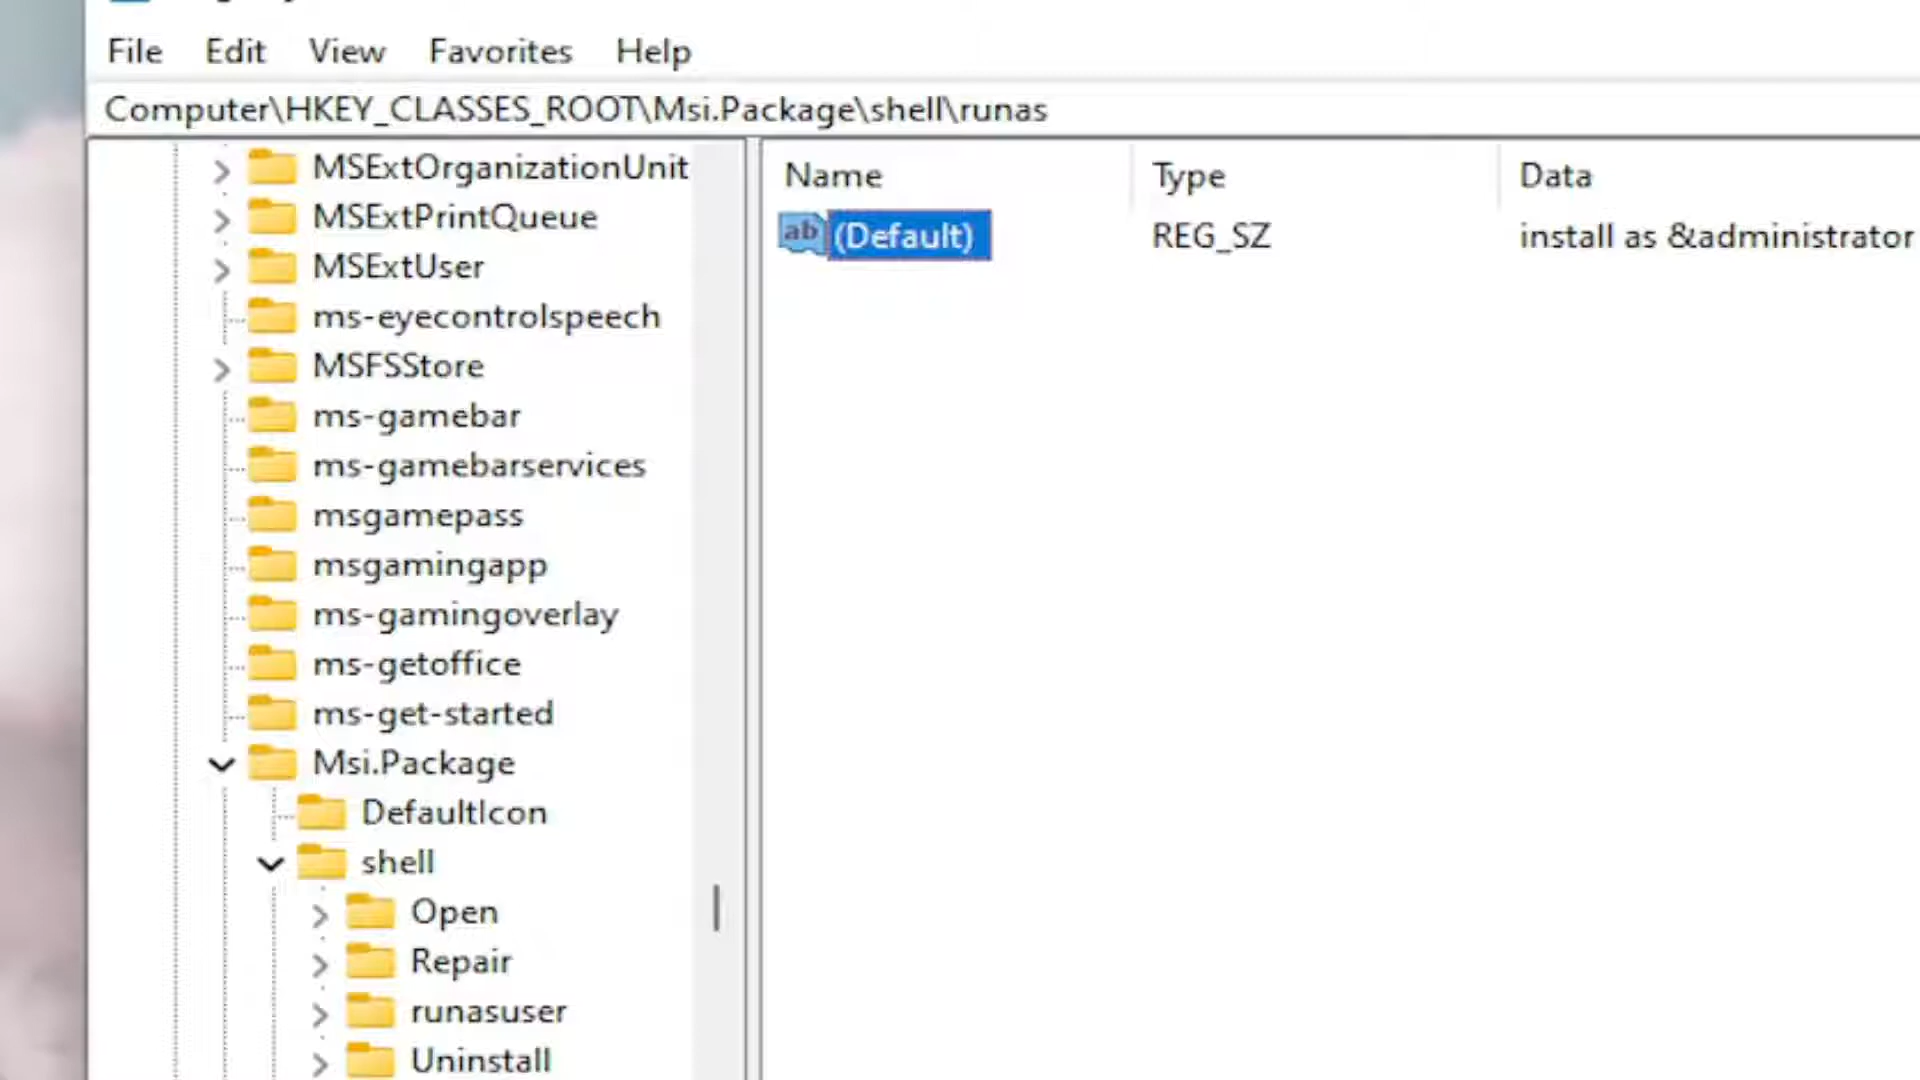 File Edit View Favorites Help
Computer\HKEY_CLASSES_ROOT\Msi.Package\shell\runas
Name Type Data
(Default) REG_SZ install as &administrator
MSExtOrganizationUnit
MSExtPrintQueue
MSExtUser
ms-eyecontrolspeech
MSFSStore
ms-gamebar
ms-gamebarservices
msgamepass
msgamingapp
ms-gamingoverlay
ms-getoffice
ms-get-started
Msi.Package
DefaultIcon
shell
Open
Repair
runasuser
Uninstall